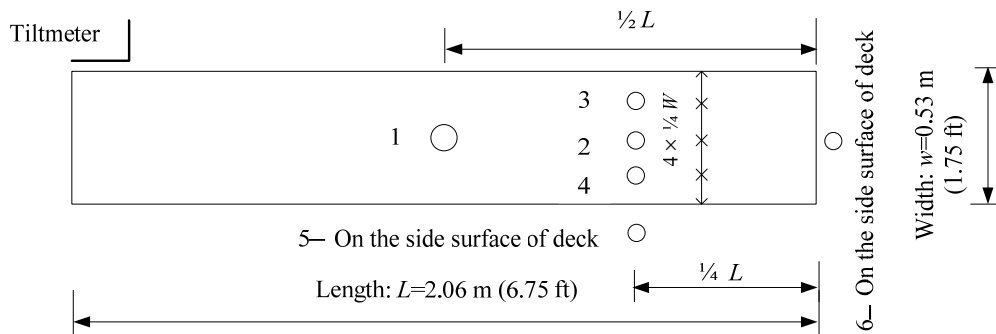 Tiltmeter
½ L
3
2
4
1
4 × ¼ W
5– On the side surface of deck
¼ L
Length: L=2.06 m (6.75 ft)
6– On the side surface of deck
Width: w=0.53 m
(1.75 ft)